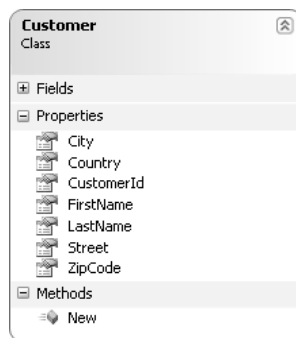 Customer
Class
Fields
Properties
City
Country
CustomerId
FirstName
LastName
Street
ZipCode
Methods
New